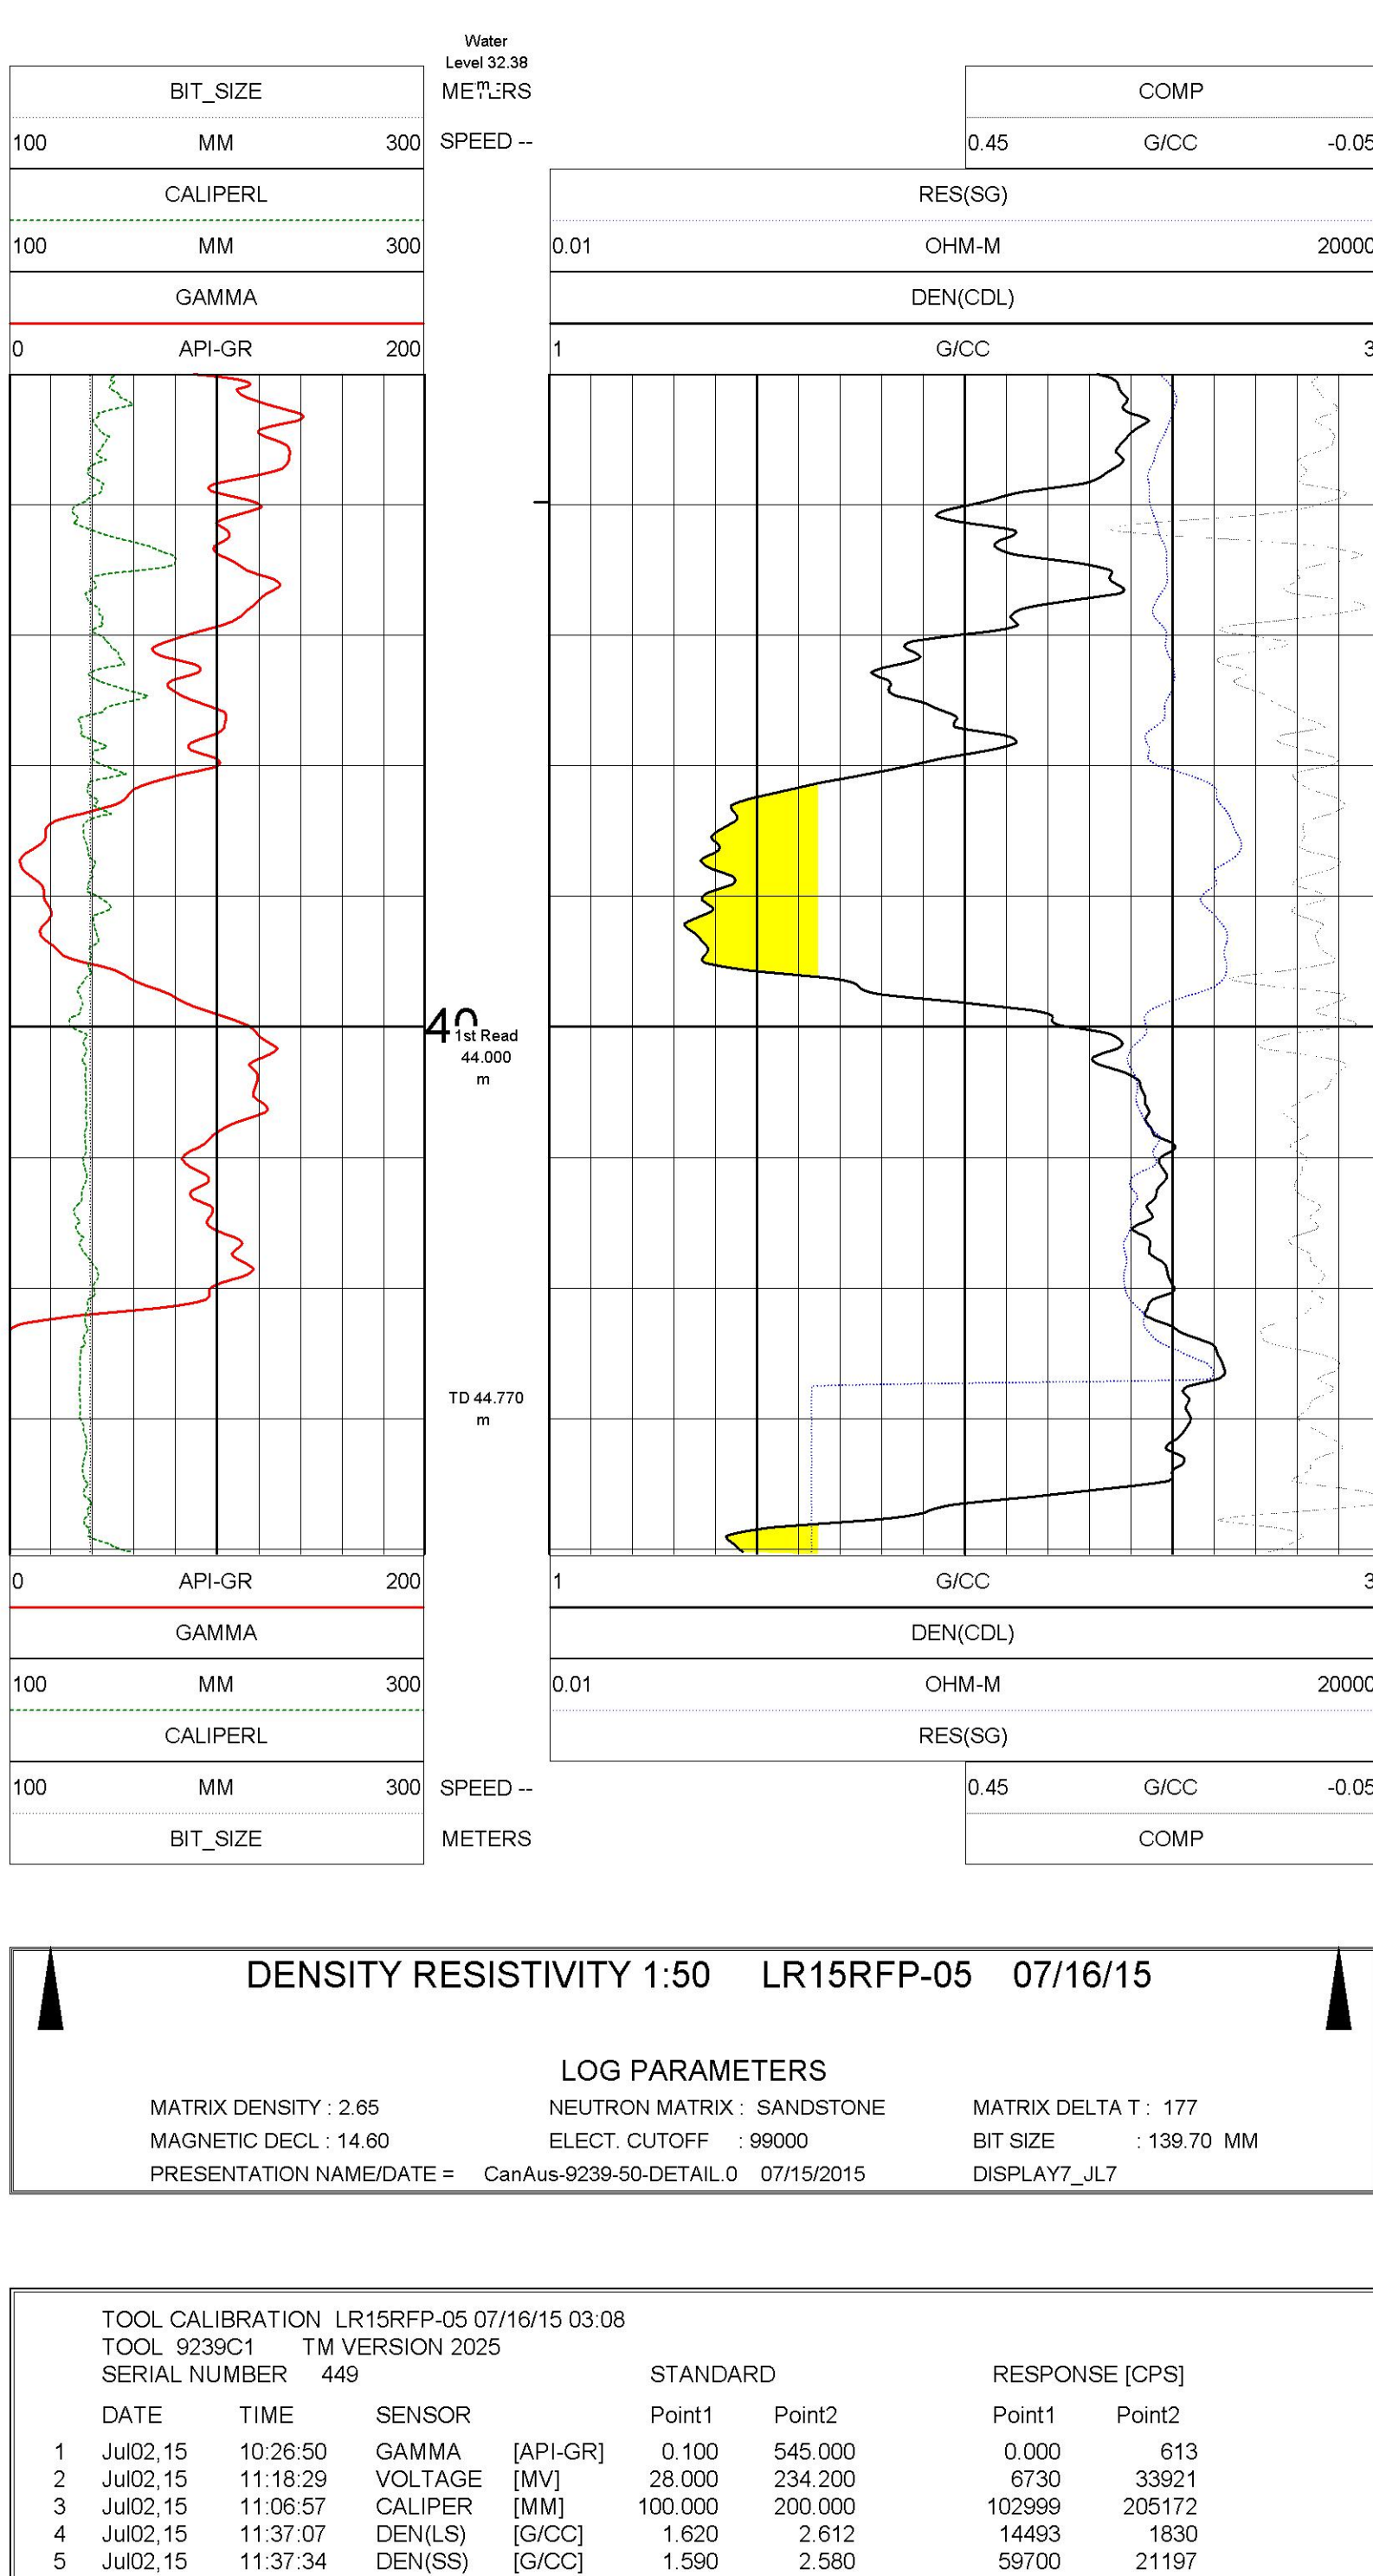 Water
Level 32.38
m
BIT_SIZE METERS COMP
100 MM 300 SPEED -- 0.45 G/CC -0.05
CALIPERL RES(SG)
100 MM 300 0.01 OHM-M 20000
GAMMA DEN(CDL)
0 API-GR 200 1 G/CC 3
40
1st Read
44.000
m
TD 44.770
m
0 API-GR 200 1 G/CC 3
GAMMA DEN(CDL)
100 MM 300 0.01 OHM-M 20000
CALIPERL RES(SG)
100 MM 300 SPEED -- 0.45 G/CC -0.05
BIT_SIZE METERS COMP
DENSITY RESISTIVITY 1:50 LR15RFP-05 07/16/15
LOG PARAMETERS
MATRIX DENSITY : 2.65 NEUTRON MATRIX : SANDSTONE MATRIX DELTA T : 177
MAGNETIC DECL : 14.60 ELECT. CUTOFF : 99000 BIT SIZE : 139.70 MM
PRESENTATION NAME/DATE = CanAus-9239-50-DETAIL.0 07/15/2015 DISPLAY7_JL7
TOOL CALIBRATION LR15RFP-05 07/16/15 03:08
TOOL 9239C1 TM VERSION 2025
SERIAL NUMBER 449 STANDARD RESPONSE [CPS]
DATE TIME SENSOR Point1 Point2 Point1 Point2
1 Jul02,15 10:26:50 GAMMA [API-GR] 0.100 545.000 0.000 613
2 Jul02,15 11:18:29 VOLTAGE [MV] 28.000 234.200 6730 33921
3 Jul02,15 11:06:57 CALIPER [MM] 100.000 200.000 102999 205172
4 Jul02,15 11:37:07 DEN(LS) [G/CC] 1.620 2.612 14493 1830
5 Jul02,15 11:37:34 DEN(SS) [G/CC] 1.590 2.580 59700 21197